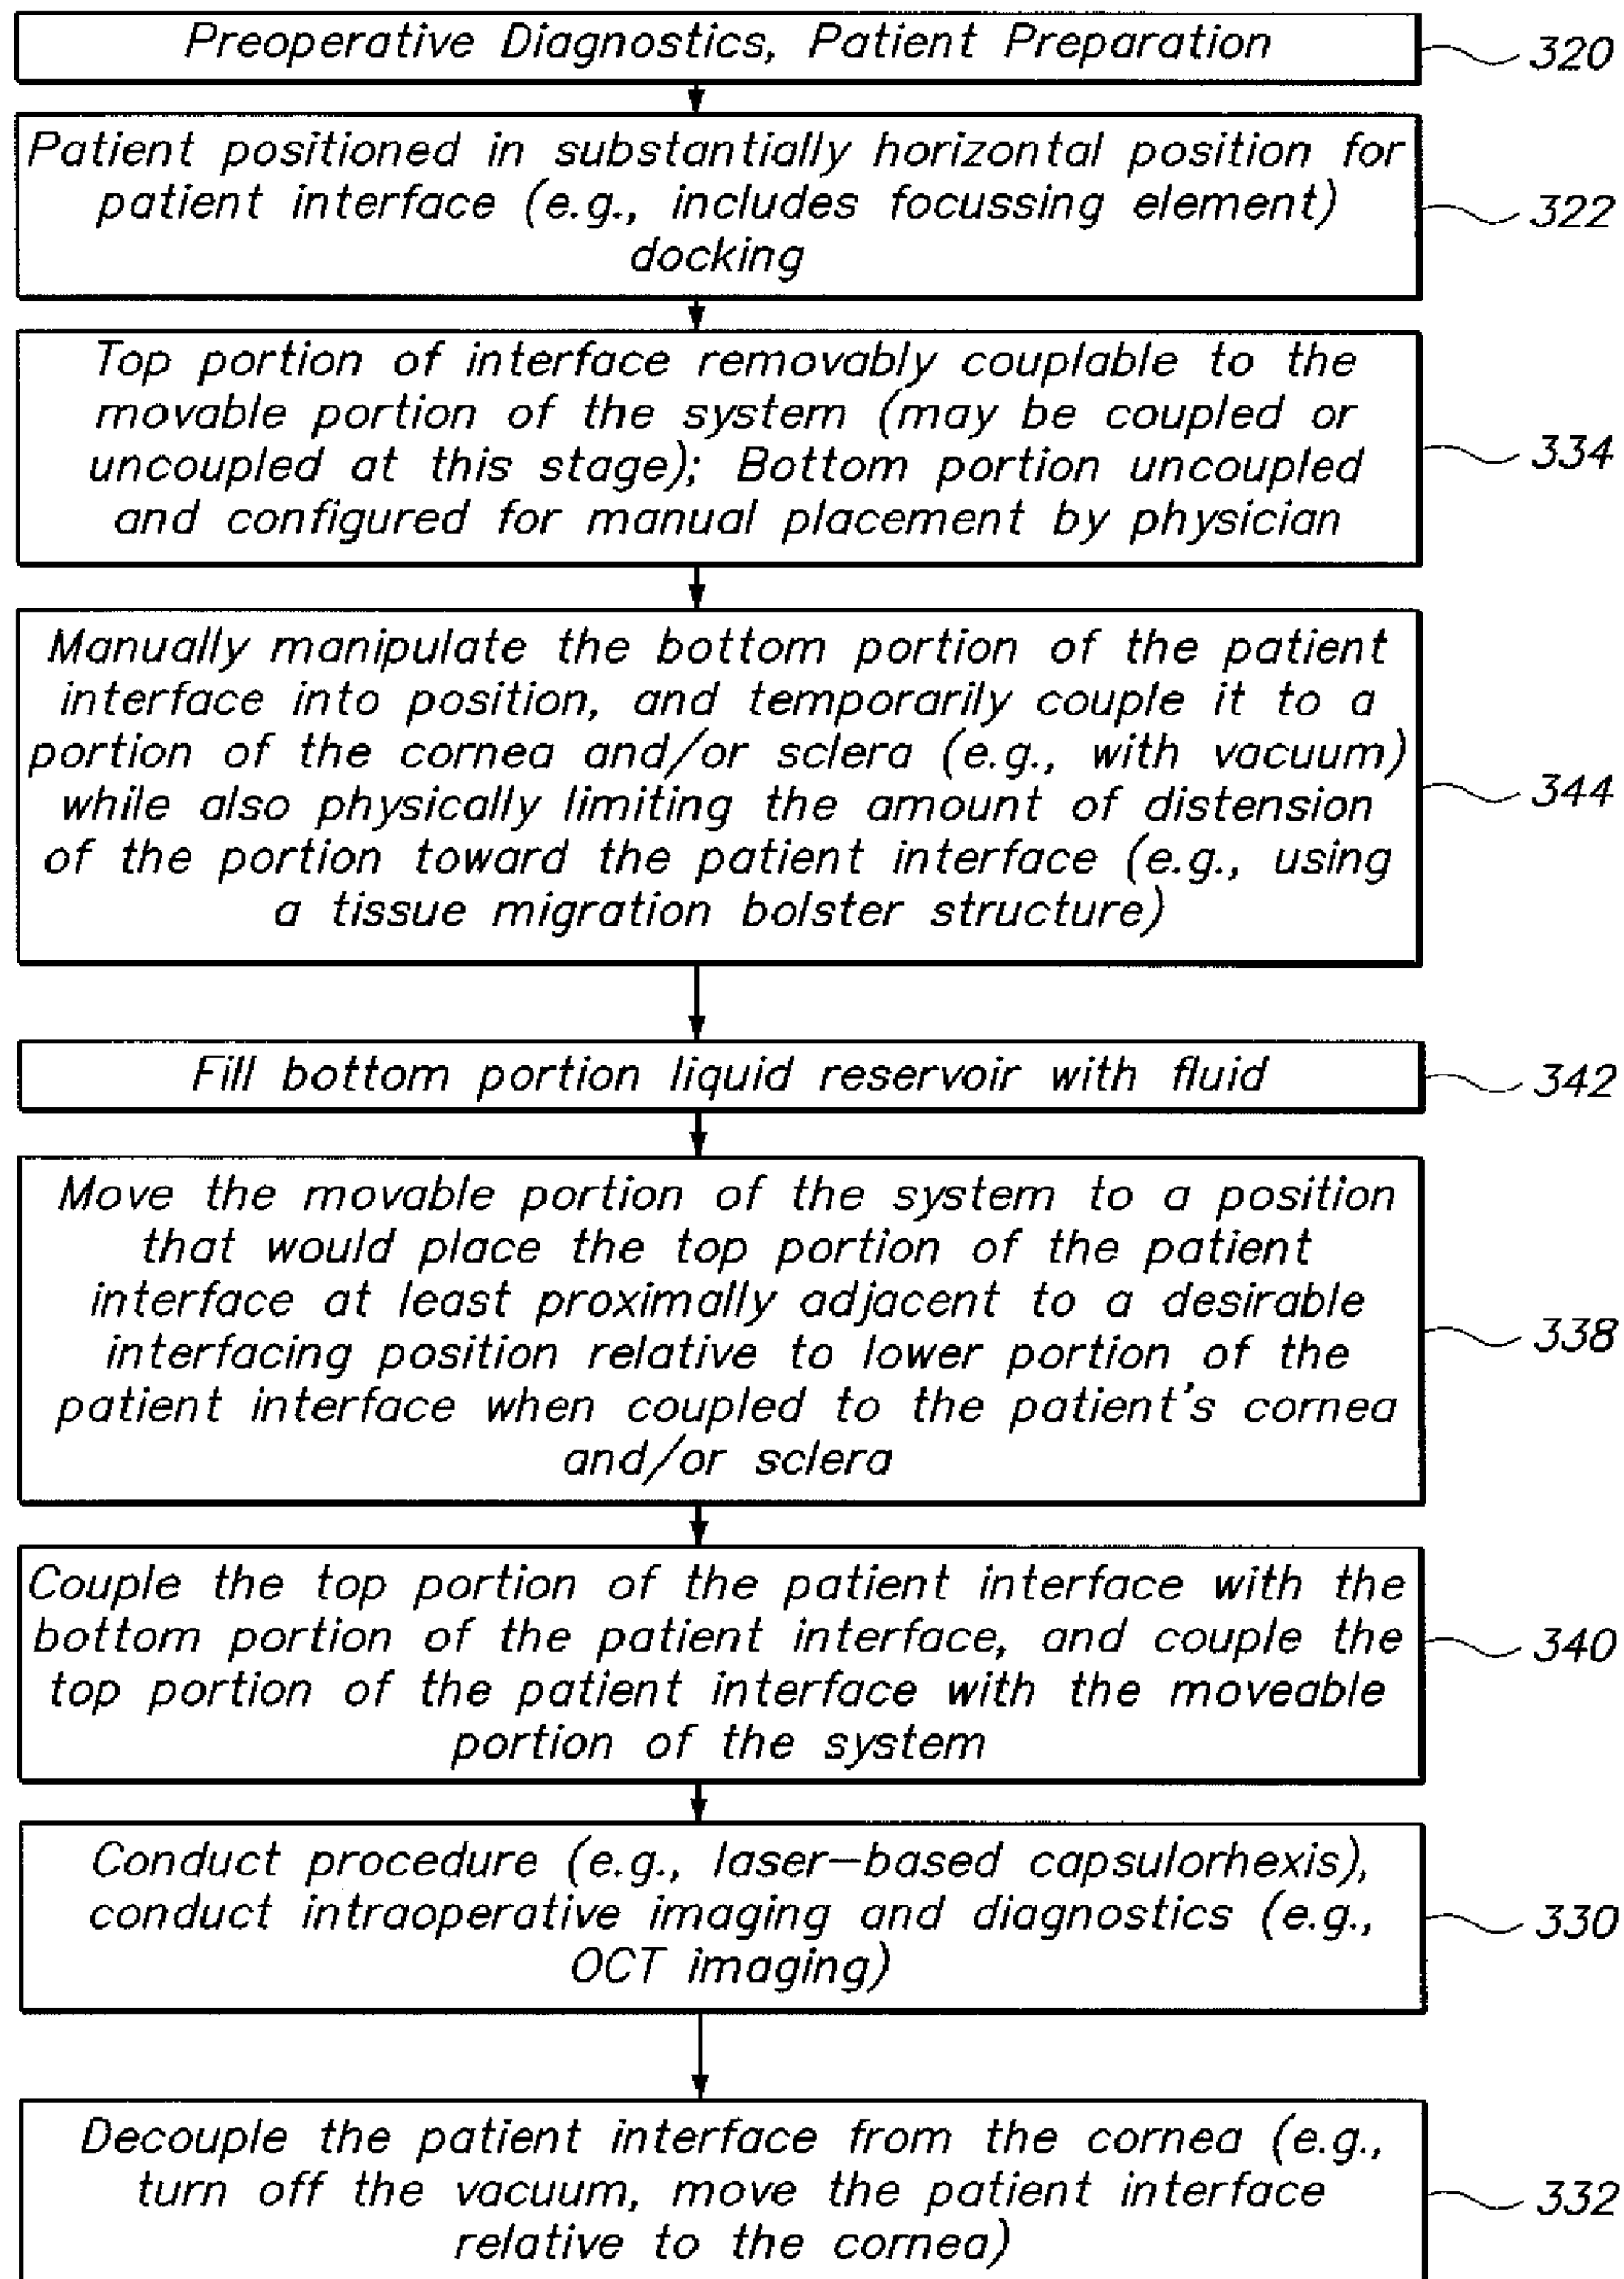 Preoperative Diagnostics, Patient Preparation
320
Patient positioned in substantially horizontal position for
patient interface (e.g., includes focussing element)
docking
322
Top portion of interface removably couplable to the
movable portion of the system (may be coupled or
uncoupled at this stage); Bottom portion uncoupled
and configured for manual placement by physician
334
Manually manipulate the bottom portion of the patient
interface into position, and temporarily couple it to a
portion of the cornea and/or sclera (e.g., with vacuum)
while also physically limiting the amount of distension
of the portion toward the patient interface (e.g., using
a tissue migration bolster structure)
344
Fill bottom portion liquid reservoir with fluid
342
Move the movable portion of the system to a position
that would place the top portion of the patient
interface at least proximally adjacent to a desirable
interfacing position relative to lower portion of the
patient interface when coupled to the patient's cornea
and/or sclera
338
Couple the top portion of the patient interface with the
bottom portion of the patient interface, and couple the
top portion of the patient interface with the moveable
portion of the system
340
Conduct procedure (e.g., laser-based capsulorhexis),
conduct intraoperative imaging and diagnostics (e.g.,
OCT imaging)
330
Decouple the patient interface from the cornea (e.g.,
turn off the vacuum, move the patient interface
relative to the cornea)
332